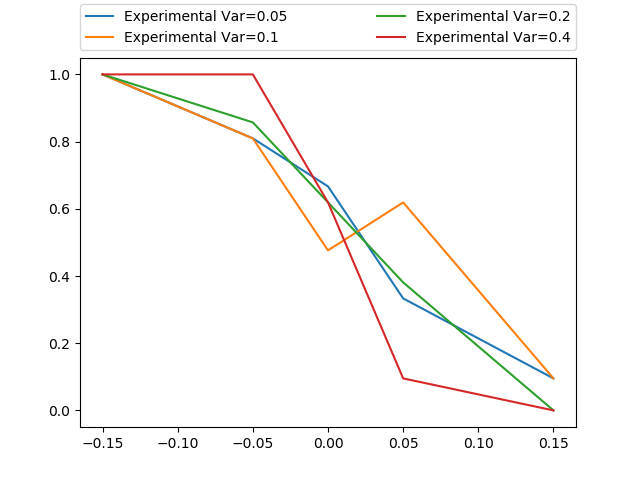 Experimental Var=0.05
Experimental Var=0.1
Experimental Var=0.2
Experimental Var=0.4
1.0
0.8
0.6
0.4
0.2
0.0
−0.15 −0.10 −0.05 0.00 0.05 0.10 0.15